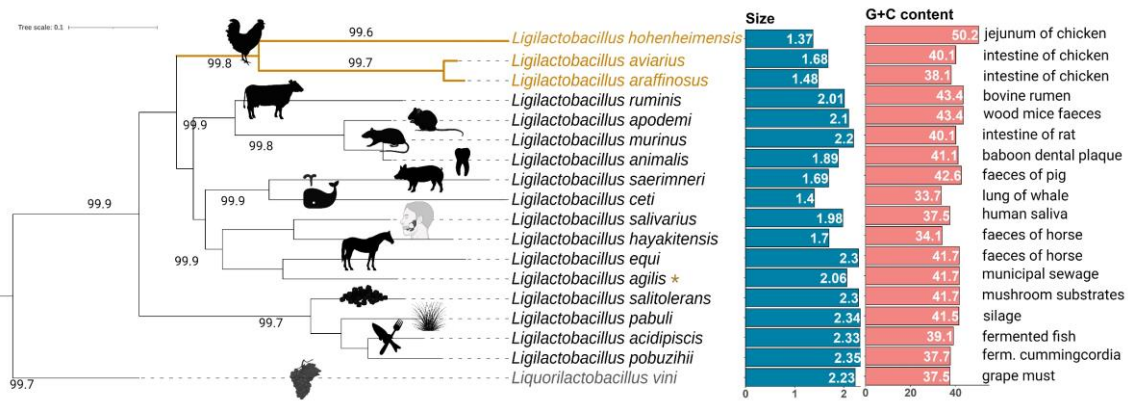 Size G+C content
Tree scale: 0.1
99.6 Ligilactobacillus hohenheimensis 1.37 50.2 jejunum of chicken
99.8 99.7 Ligilactobacillus aviarius 1.68 40.1 intestine of chicken
Ligilactobacillus araffinosus 1.48 38.1 intestine of chicken
Ligilactobacillus ruminis 2.01 43.4 bovine rumen
99.9 Ligilactobacillus apodemi 2.1 43.4 wood mice faeces
99.8 Ligilactobacillus murinus 2.2 40.1 intestine of rat
Ligilactobacillus animalis 1.89 41.1 baboon dental plaque
Ligilactobacillus saerimneri 1.69 42.6 faeces of pig
99.9 99.9 Ligilactobacillus ceti 1.4 33.7 lung of whale
Ligilactobacillus salivarius 1.98 37.5 human saliva
Ligilactobacillus hayakitensis 1.7 34.1 faeces of horse
99.9 Ligilactobacillus equi 2.3 41.7 faeces of horse
Ligilactobacillus agilis * 2.06 41.7 municipal sewage
Ligilactobacillus salitolerans 2.3 41.7 mushroom substrates
99.7 Ligilactobacillus pabuli 2.34 41.5 silage
Ligilactobacillus acidipiscis 2.33 39.1 fermented fish
Ligilactobacillus pobuzihii 2.35 37.7 ferm. cummingcordia
99.7 Liquorilactobacillus vini 2.23 37.5 grape must
0 1 2 0 20 40